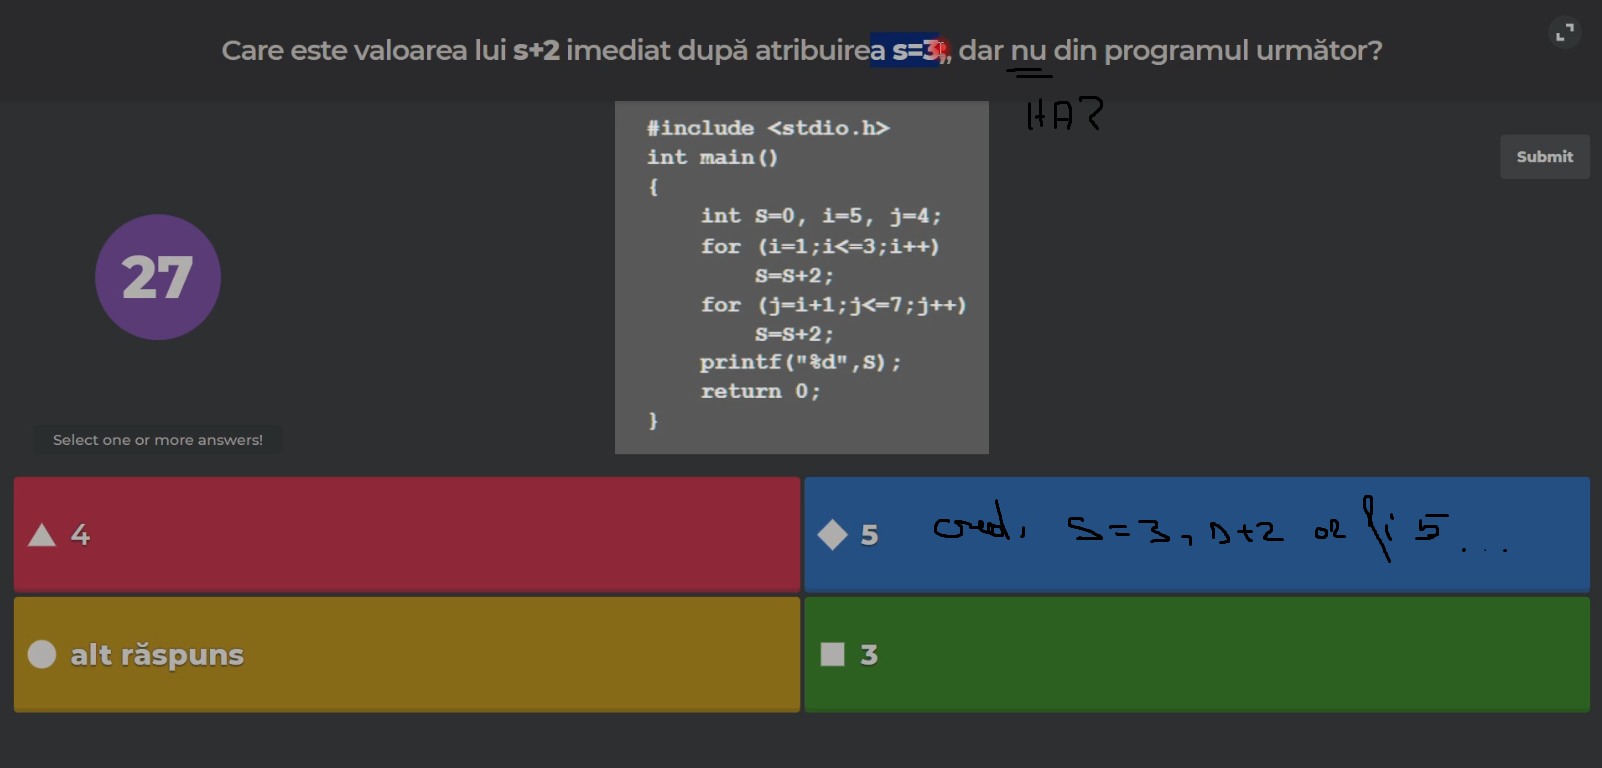 Care este valoarea lui s+2 imediat după atribuirea s=3;, dar nu din programul următor?
HA?
#include <stdio.h>
int main()
{
int S=0, i=5, j=4;
for (i=1;i<=3;i++)
S=S+2;
for (j=i+1;j<=7;j++)
S=S+2;
printf("%d",S);
return 0;
}
Submit
27
Select one or more answers!
4
5
cred, S=3, s+2 ar fi 5...
alt răspuns
3